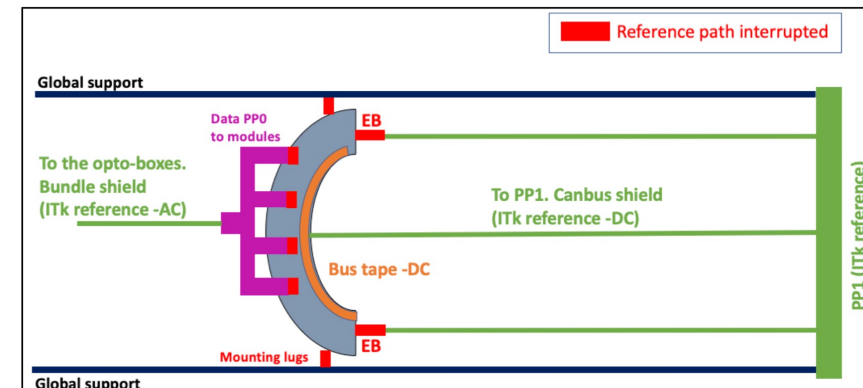 Reference path interrupted
Global support
Data PP0
to modules
EB
To the opto-boxes.
Bundle shield
(ITk reference -AC)
To PP1. Canbus shield
(ITk reference -DC)
Bus tape -DC
PP1 (ITk reference)
EB
Mounting lugs
Global support